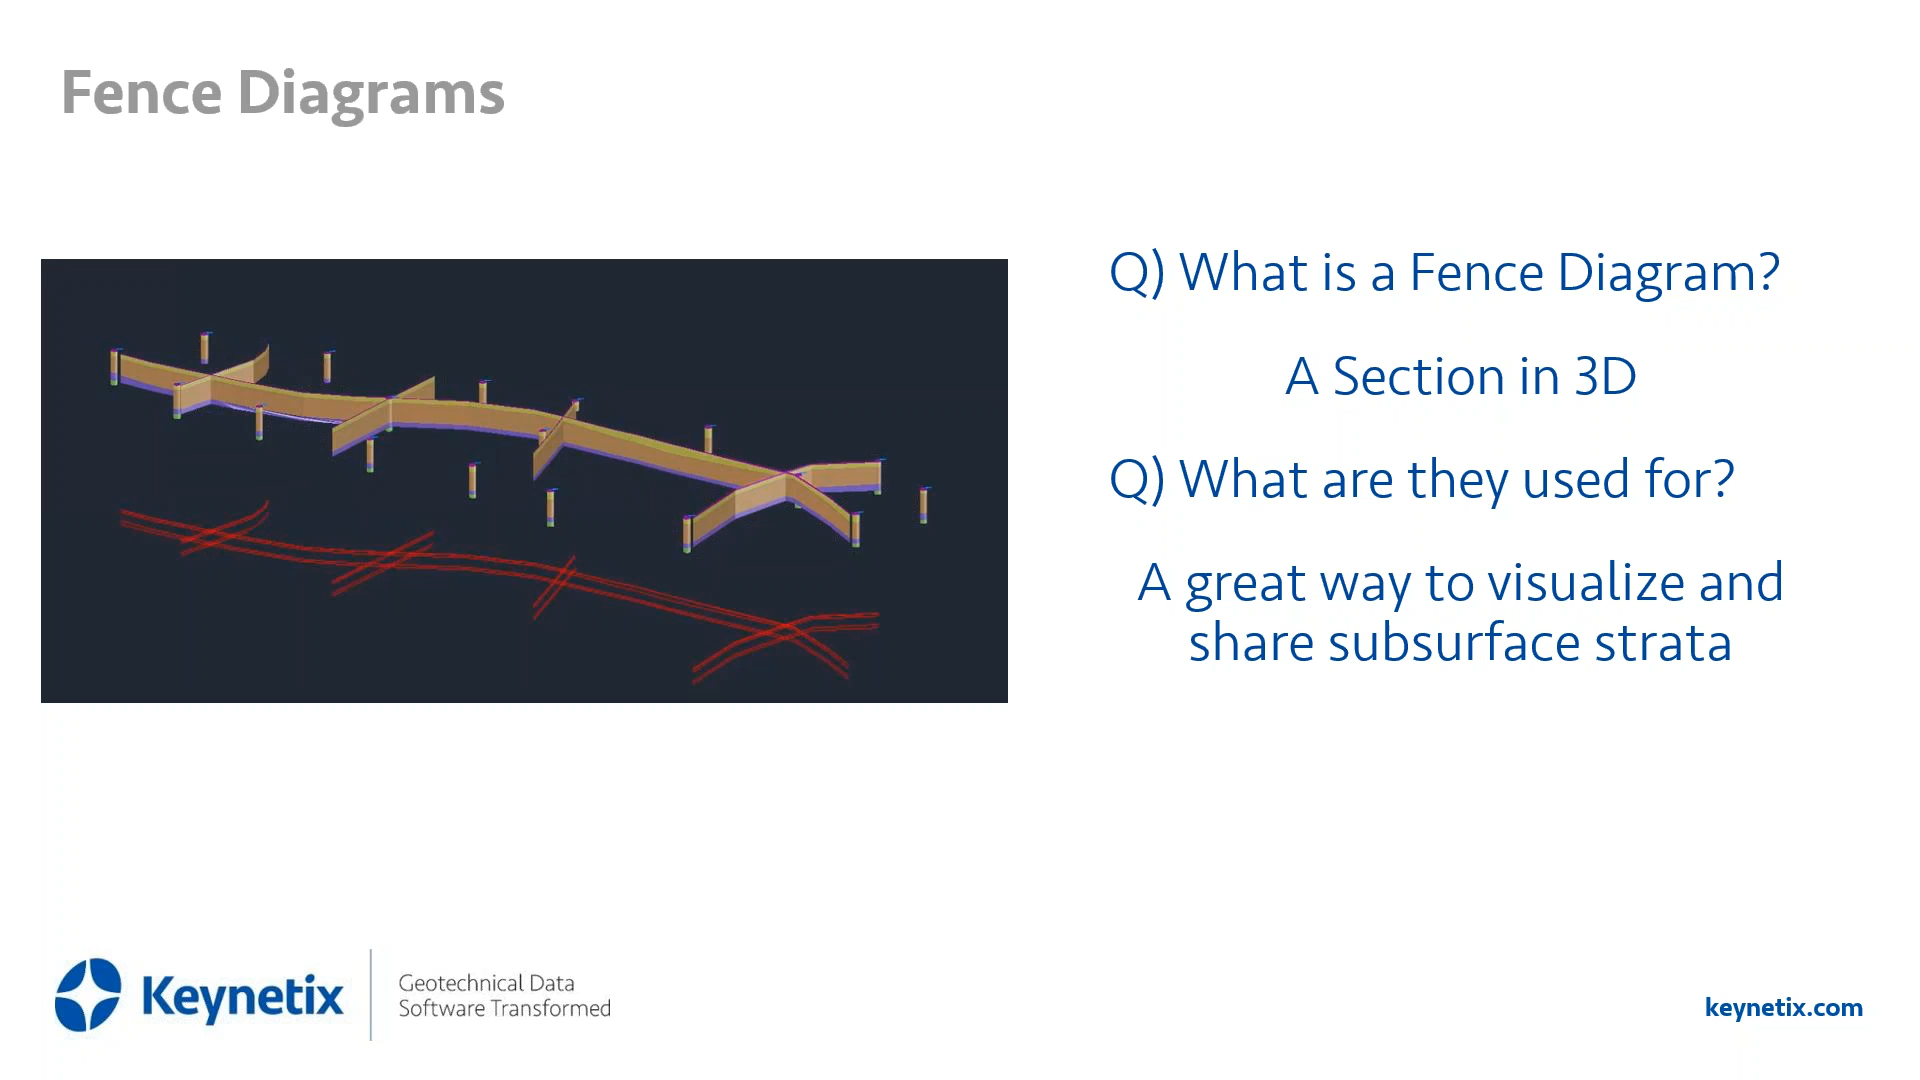 Fence Diagrams
Q) What is a Fence Diagram?
A Section in 3D
Q) What are they used for?
A great way to visualize and
share subsurface strata
Keynetix
Geotechnical Data
Software Transformed
keynetix.com